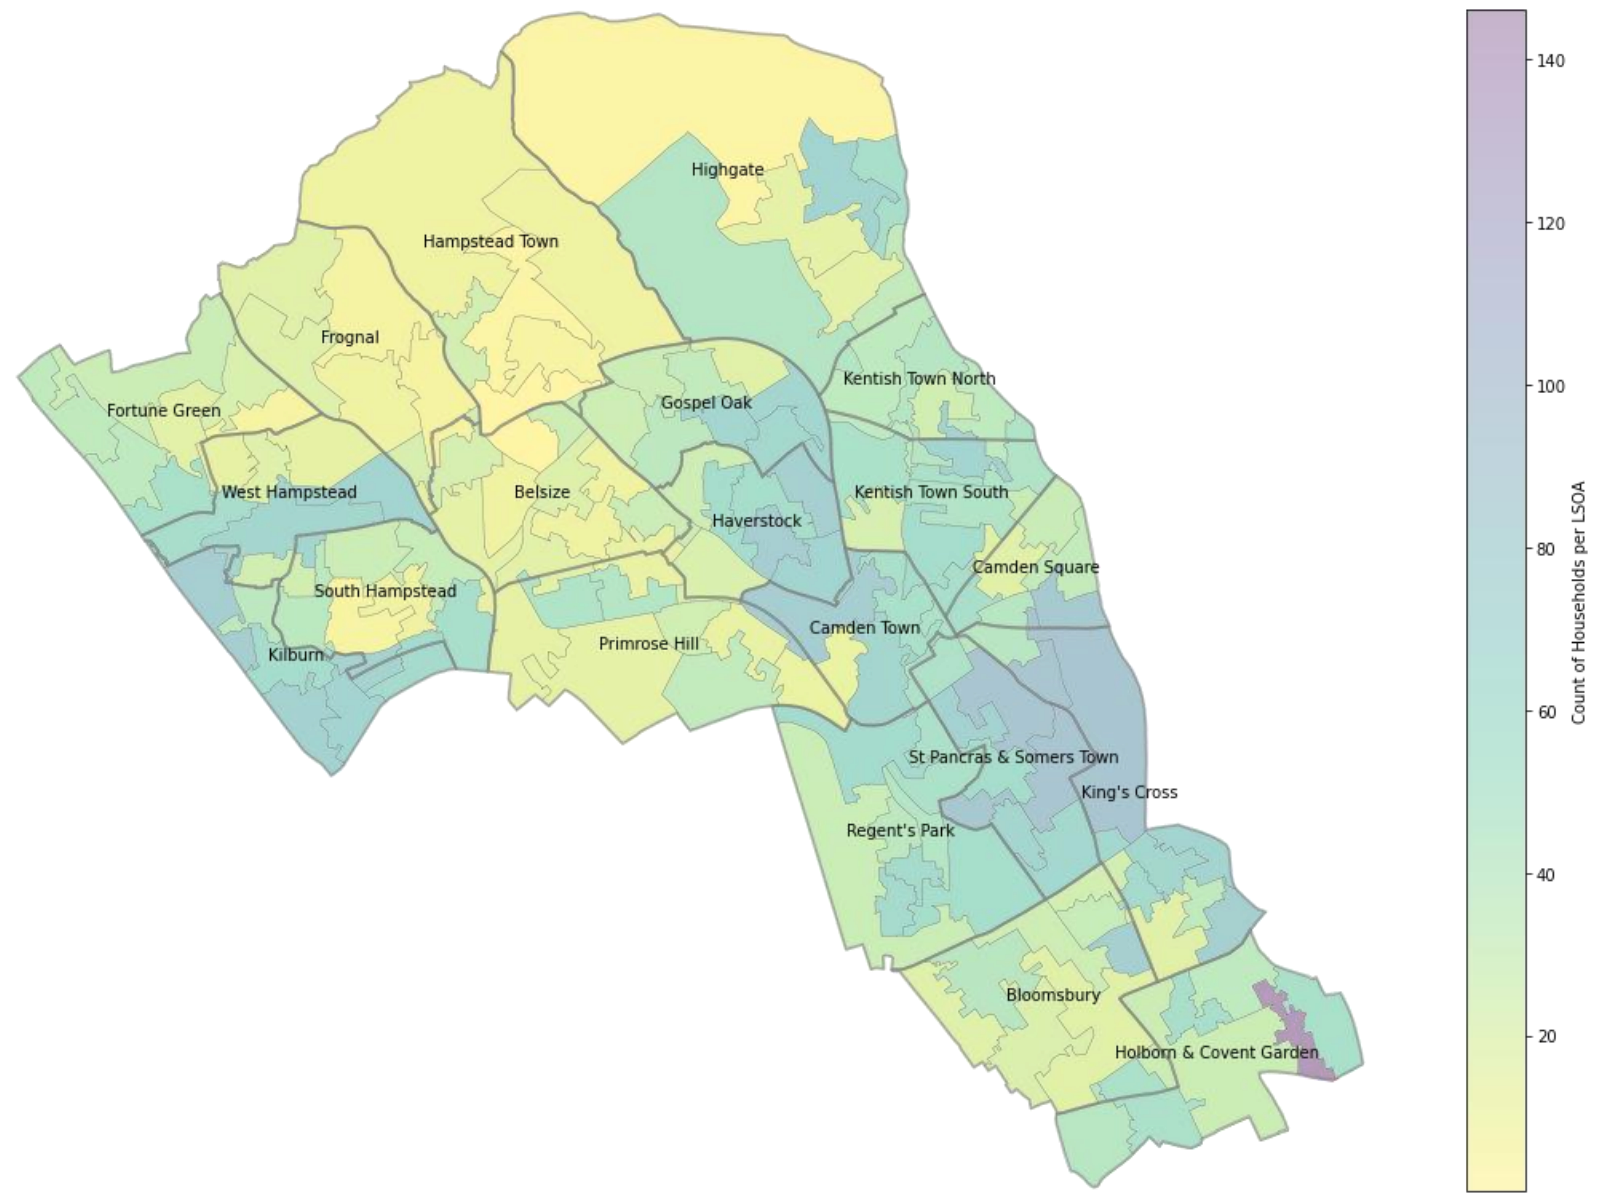 140
Highgate
120
Hampstead Town
Frognal
Kentish Town North
100
Gospel Oak
Fortune Green
West Hampstead
Belsize
Kentish Town South
Haverstock
80
Camden Square
South Hampstead
Count of Households per LSOA
Camden Town
Primrose Hill
Kilburn
60
St Pancras & Somers Town
King's Cross
Regent's Park
40
Bloomsbury
20
Holborn & Covent Garden